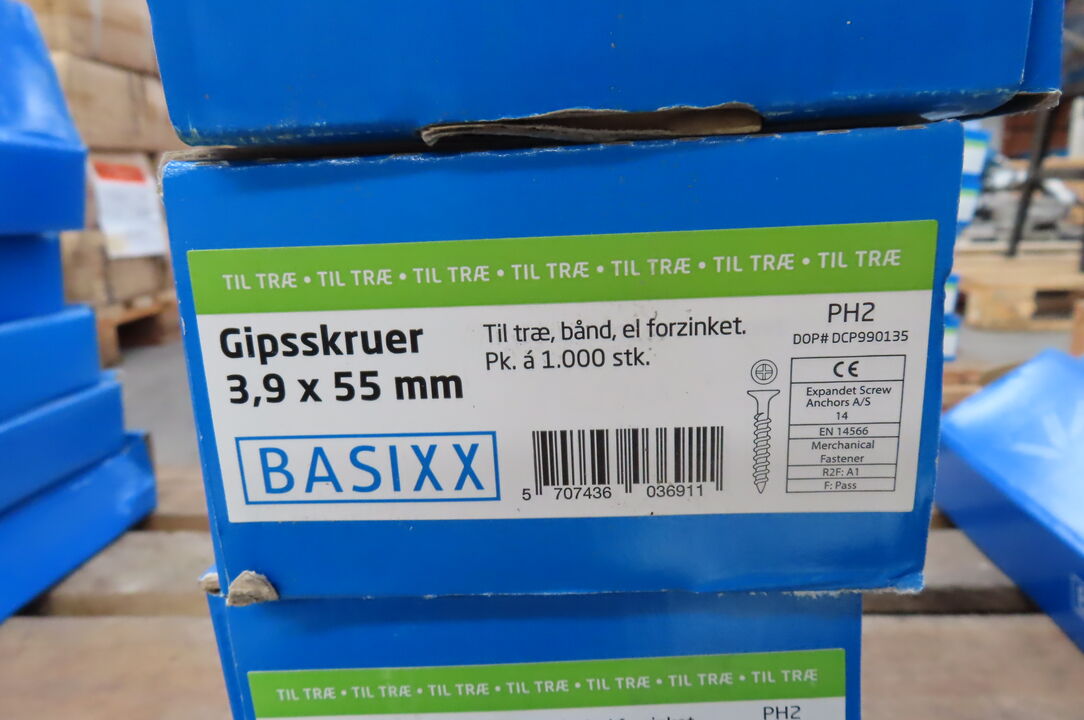 TIL TRÆ • TIL TRÆ • TIL TRÆ • TIL TRÆ • TIL TRÆ • TIL TRÆ • TIL TRÆ
Gipsskruer
3,9 x 55 mm
Til træ, bånd, el forzinket.
Pk. á 1.000 stk.
PH2
DOP# DCP990135
CE
Expandet Screw
Anchors A/S
14
EN 14566
Merchanical
Fastener
R2F: A1
F: Pass
BASIXX
5 707436 036911
TIL TRÆ • TIL TRÆ • TIL TRÆ • TIL TRÆ • TIL TRÆ • TIL TRÆ • TIL TRÆ
PH2